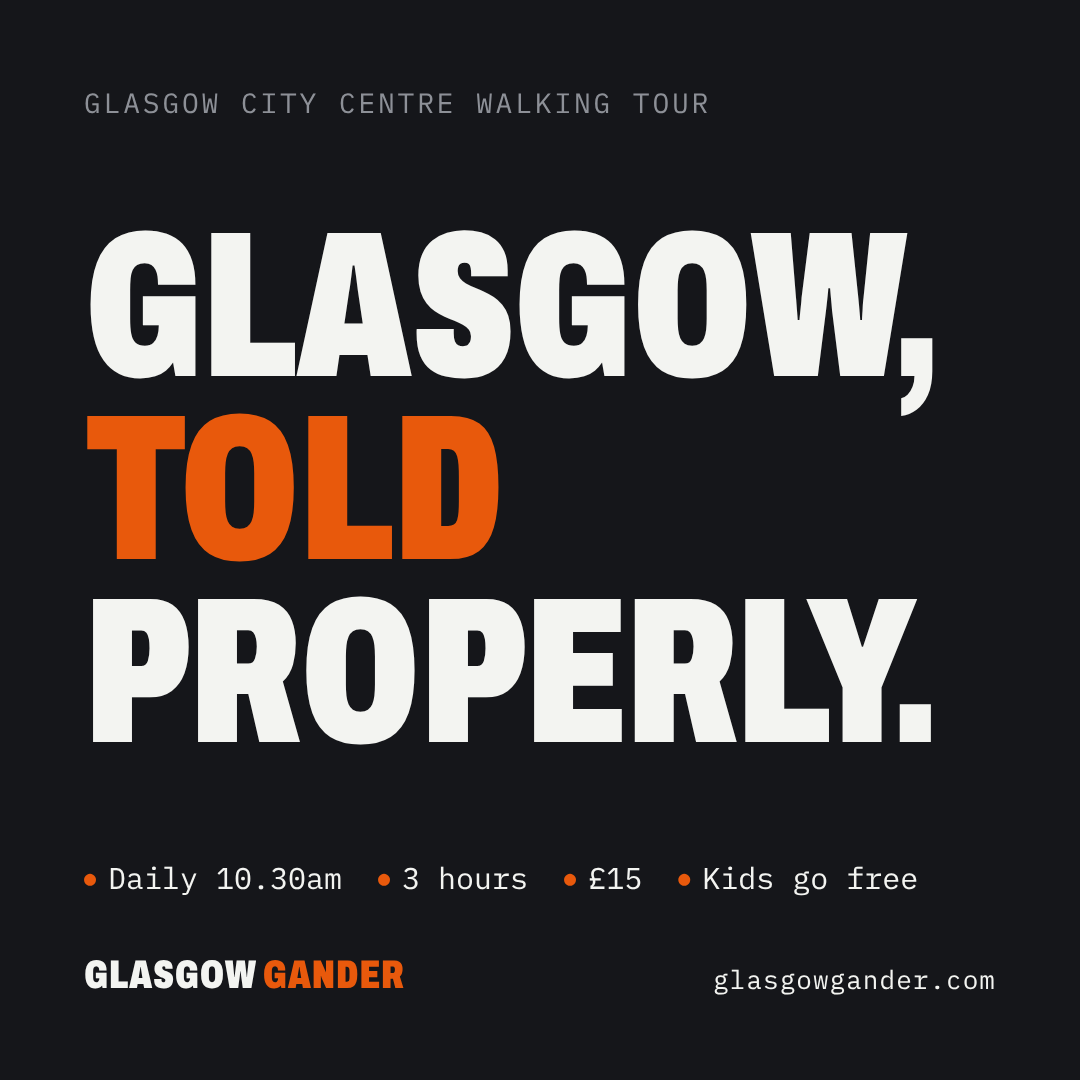 GLASGOW CITY CENTRE WALKING TOUR
GLASGOW,
TOLD
PROPERLY.
• Daily 10.30am • 3 hours • £15 • Kids go free
GLASGOW GANDER
glasgowgander.com